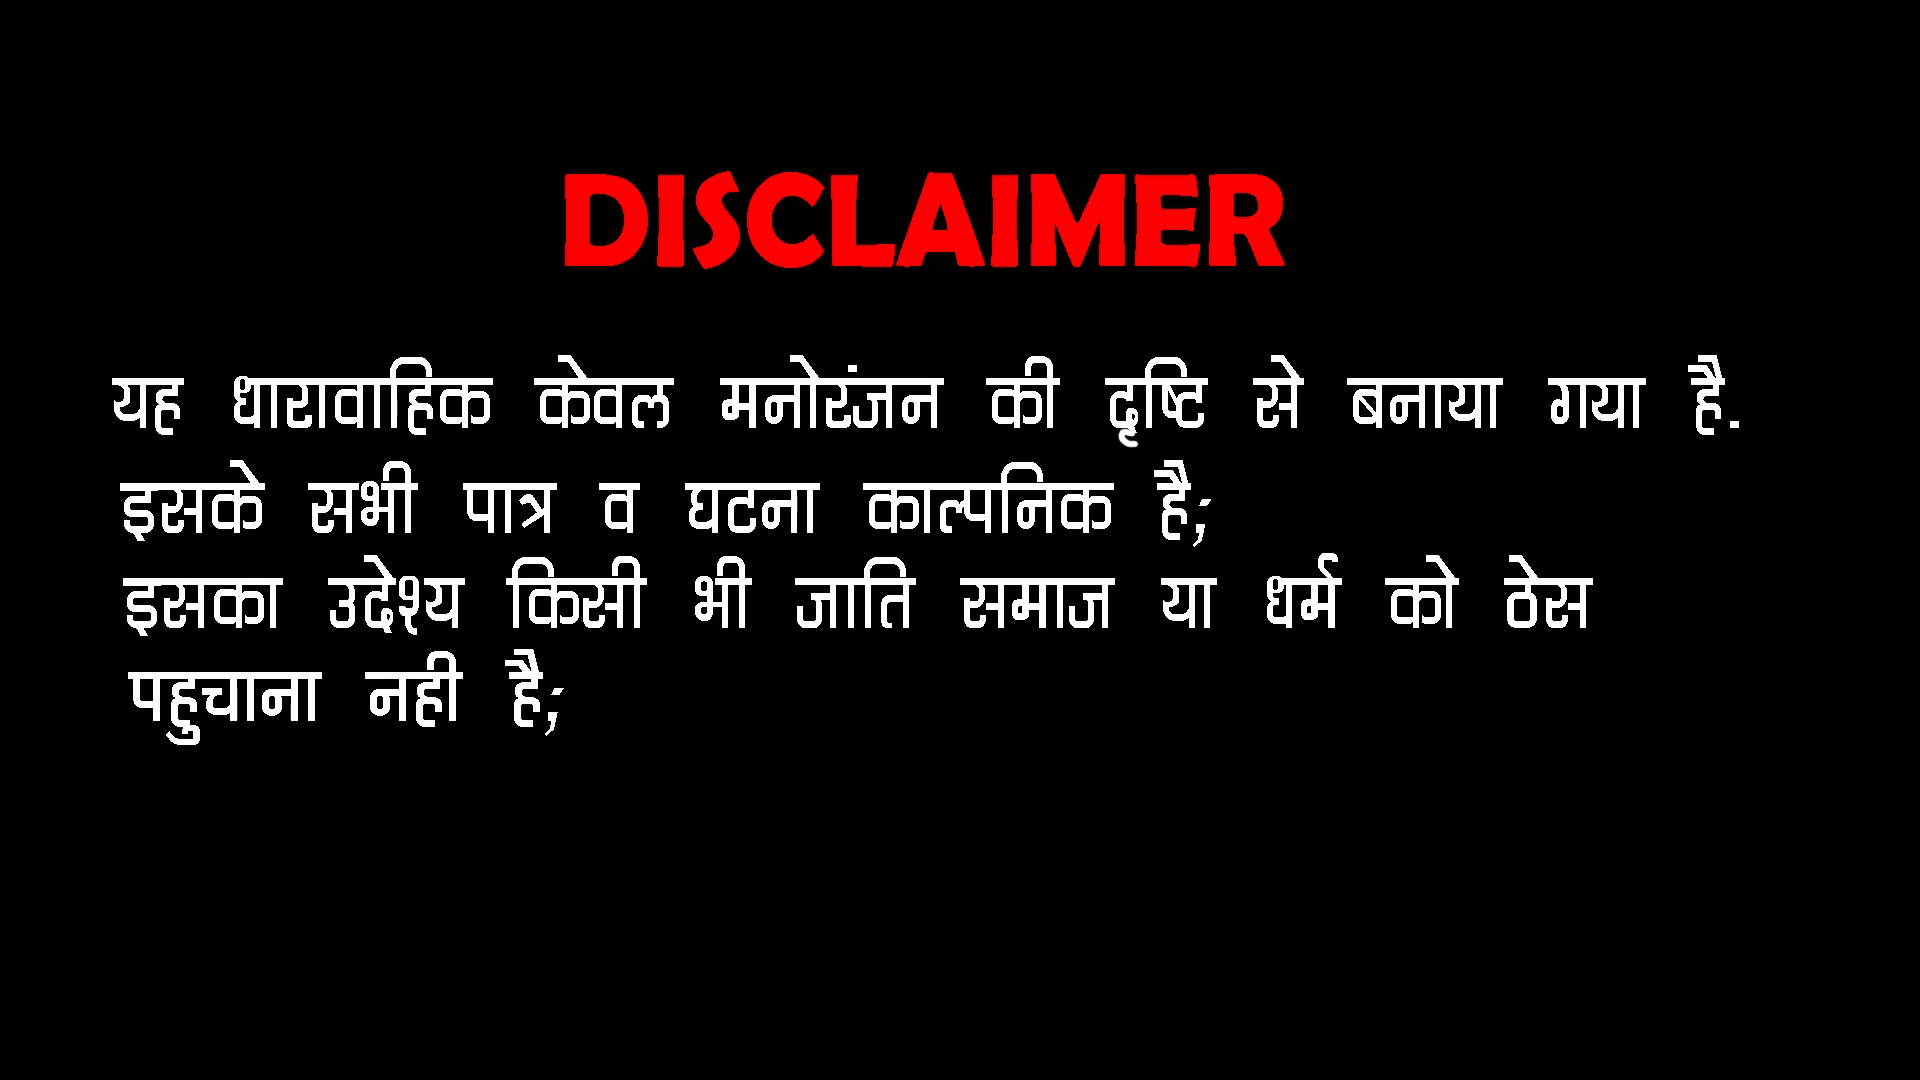 DISCLAIMER
यह धारावाहिक केवल मनोरंजन की दृष्टि से बनाया गया है.
इसके सभी पात्र व घटना काल्पनिक है;
इसका उदेश्य किसी भी जाति समाज या धर्म को ठेस
पहुचाना नही है;